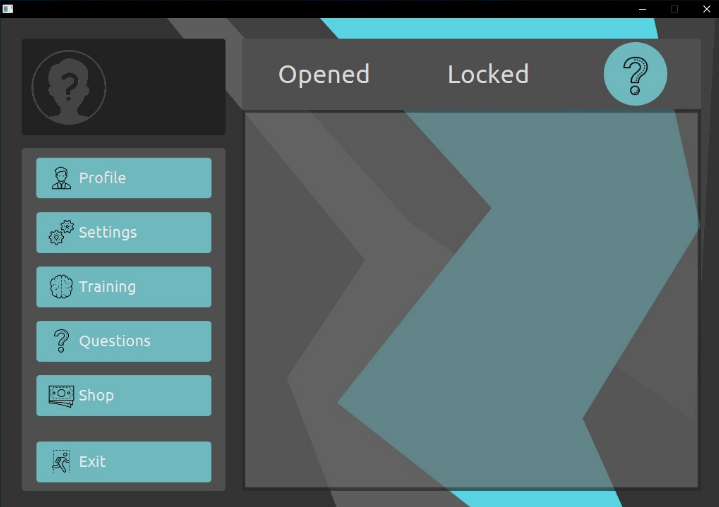 Opened
Locked
?
?
Profile
Settings
Training
Questions
Shop
Exit